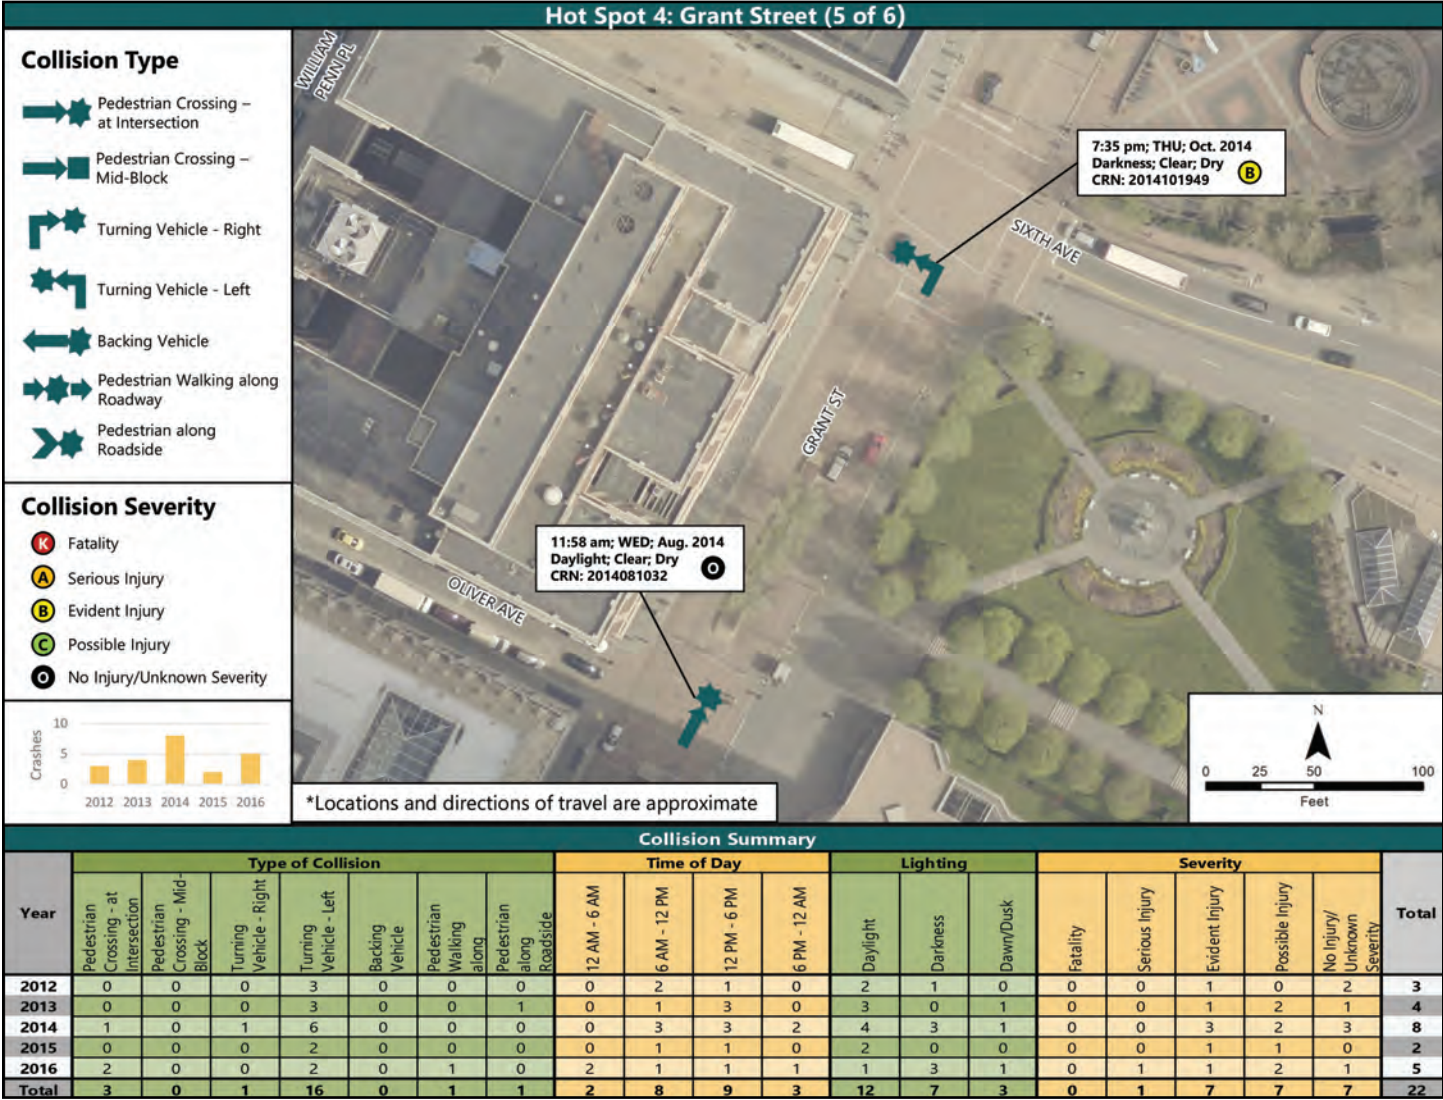 Hot Spot 4: Grant Street (5 of 6)
Collision Type
Pedestrian Crossing –
at Intersection
Pedestrian Crossing –
Mid-Block
Turning Vehicle - Right
Turning Vehicle - Left
Backing Vehicle
Pedestrian Walking along
Roadway
Pedestrian along
Roadside
Collision Severity
K Fatality
A Serious Injury
B Evident Injury
C Possible Injury
O No Injury/Unknown Severity
Crashes
10
5
0
2012 2013 2014 2015 2016
WILLIAM
PENN PL
7:35 pm; THU; Oct. 2014
Darkness; Clear; Dry
CRN: 2014101949 B
SIXTH AVE
GRANT ST
11:58 am; WED; Aug. 2014
Daylight; Clear; Dry
CRN: 2014081032 O
OLIVER AVE
*Locations and directions of travel are approximate
N
0 25 50 100
Feet
Collision Summary
Year Type of Collision Time of Day Lighting Severity Total
Pedestrian
Crossing - at
Intersection
Pedestrian
Crossing - Mid-
Block
Turning
Vehicle - Right
Turning
Vehicle - Left
Backing
Vehicle
Pedestrian
Walking
along
Pedestrian
along
Roadside
12 AM - 6 AM
6 AM - 12 PM
12 PM - 6 PM
6 PM - 12 AM
Daylight
Darkness
Dawn/Dusk
Fatality
Serious Injury
Evident Injury
Possible Injury
No Injury/
Unknown
Severity
2012 0 0 0 3 0 0 0 0 2 1 0 2 1 0 0 0 1 0 2 3
2013 0 0 0 3 0 0 1 0 1 3 0 3 0 1 0 0 1 2 1 4
2014 1 0 1 6 0 0 0 0 3 3 2 4 3 1 0 0 3 2 3 8
2015 0 0 0 2 0 0 0 0 1 1 0 2 0 0 0 0 1 1 0 2
2016 2 0 0 2 0 1 0 2 1 1 1 1 3 1 0 1 1 2 1 5
Total 3 0 1 16 0 1 1 2 8 9 3 12 7 3 0 1 7 7 7 22